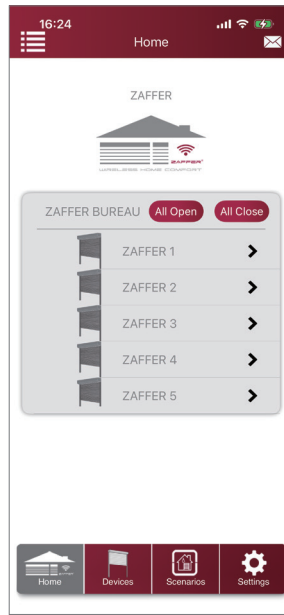 16:24
Home
ZAFFER
ZAFFER
WIRELESS HOME COMFORT
ZAFFER BUREAU All Open All Close
ZAFFER 1
ZAFFER 2
ZAFFER 3
ZAFFER 4
ZAFFER 5
Home Devices Scenarios Settings